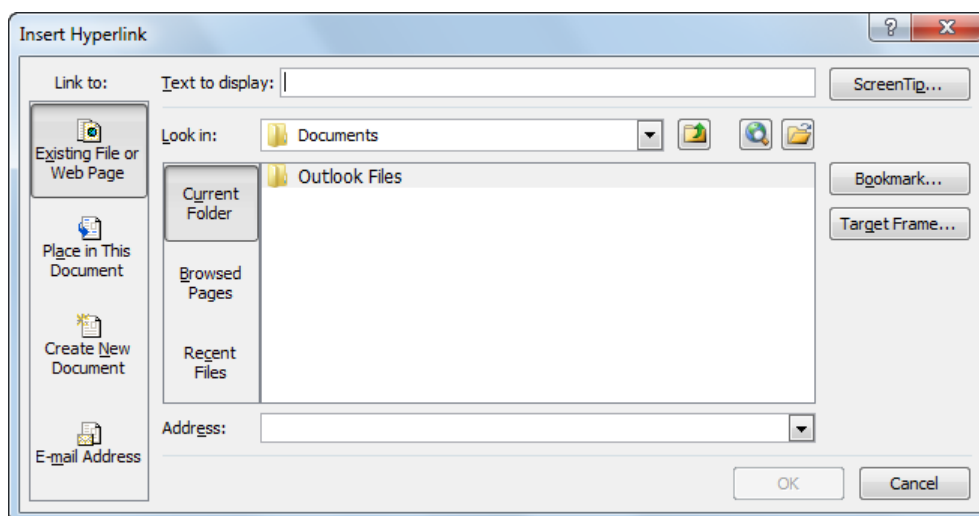 Insert Hyperlink
Link to:
Text to display:
ScreenTip...
Existing File or
Web Page
Look in:
Documents
Current
Folder
Outlook Files
Bookmark...
Target Frame...
Place in This
Document
Browsed
Pages
Create New
Document
Recent
Files
E-mail Address
Address:
OK
Cancel